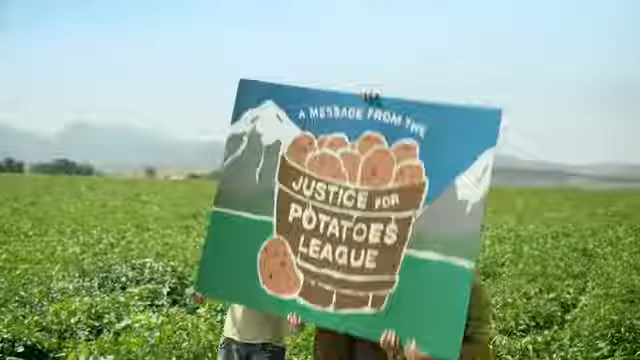 A MESSAGE FROM THE
JUSTICE FOR
POTATOES
LEAGUE